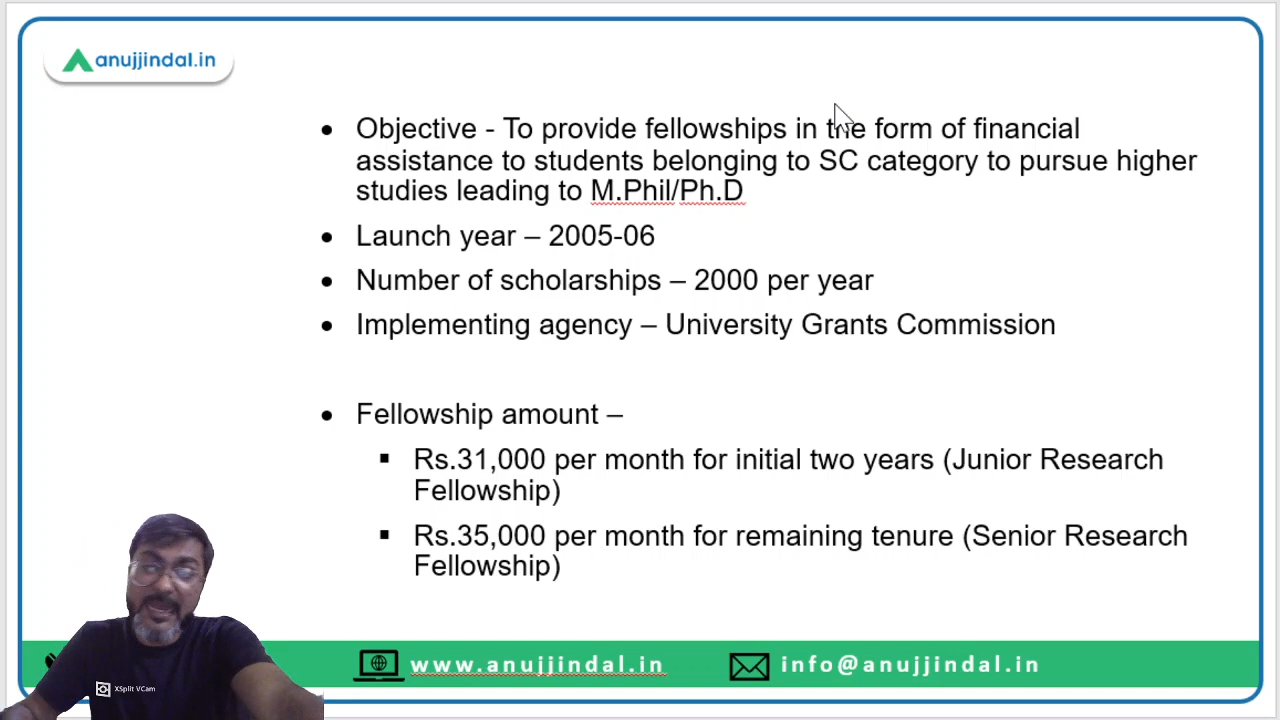 anujjindal.in
• Objective - To provide fellowships in the form of financial
assistance to students belonging to SC category to pursue higher
studies leading to M.Phil/Ph.D
• Launch year – 2005-06
• Number of scholarships – 2000 per year
• Implementing agency – University Grants Commission
• Fellowship amount –
▪ Rs.31,000 per month for initial two years (Junior Research
Fellowship)
▪ Rs.35,000 per month for remaining tenure (Senior Research
Fellowship)
www.anujjindal.in info@anujjindal.in
XSplit VCam